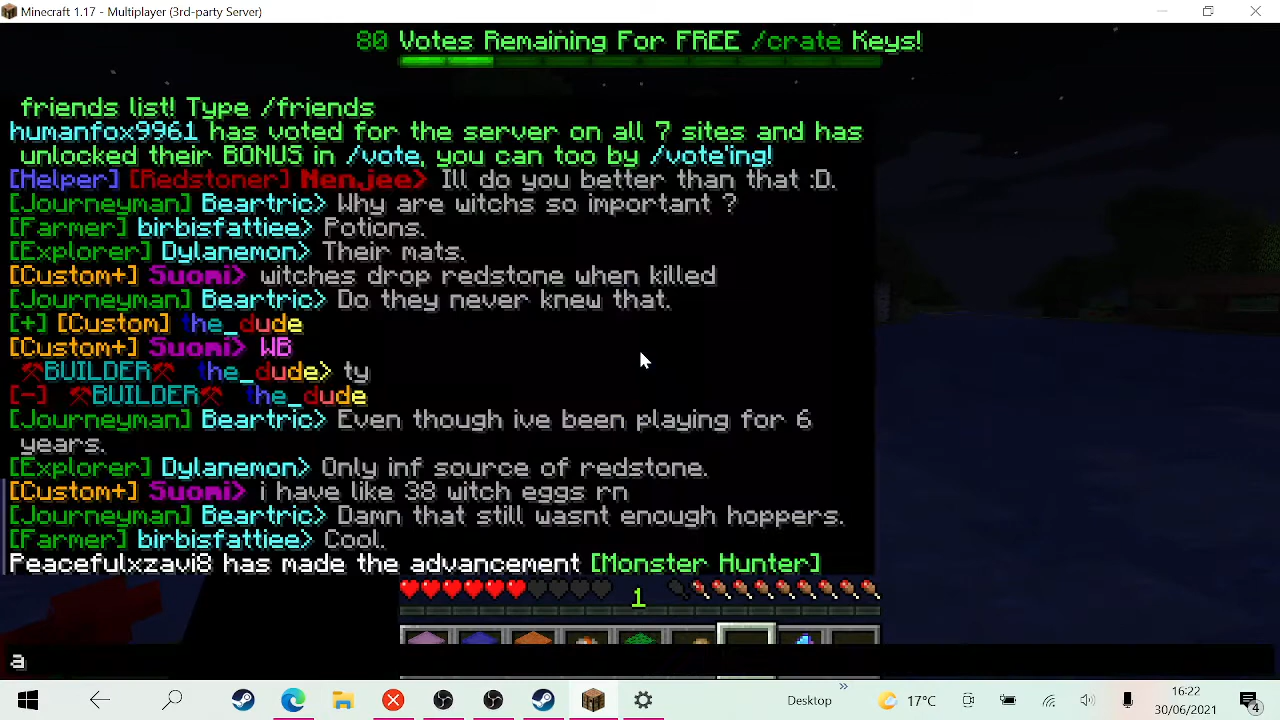 Minecraft 1.17 - Multiplayer (3rd-party Server)
80 Votes Remaining For FREE /crate Keys!
friends list! Type /friends
humanfox9961 has voted for the server on all 7 sites and has
unlocked their BONUS in /vote, you can too by /vote'ing!
[Helper] [Redstoner] Nenjee> Ill do you better than that :D.
[Journeyman] Beartric> Why are witchs so important ?
[Farmer] birbisfattiee> Potions.
[Explorer] Dylanemon> Their mats.
[Custom+] Suomi> witches drop redstone when killed
[Journeyman] Beartric> Do they never knew that.
[+] [Custom] the_dude
[Custom+] Suomi> WB
⚒BUILDER⚒ the_dude> ty
[-] ⚒BUILDER⚒ the_dude
[Journeyman] Beartric> Even though ive been playing for 6
years.
[Explorer] Dylanemon> Only inf source of redstone.
[Custom+] Suomi> i have like 38 witch eggs rn
[Journeyman] Beartric> Damn that still wasnt enough hoppers.
[Farmer] birbisfattiee> Cool.
Peacefulxzavi8 has made the advancement [Monster Hunter]
1
a
Desktop
»
17°C
16:22
30/06/2021
4